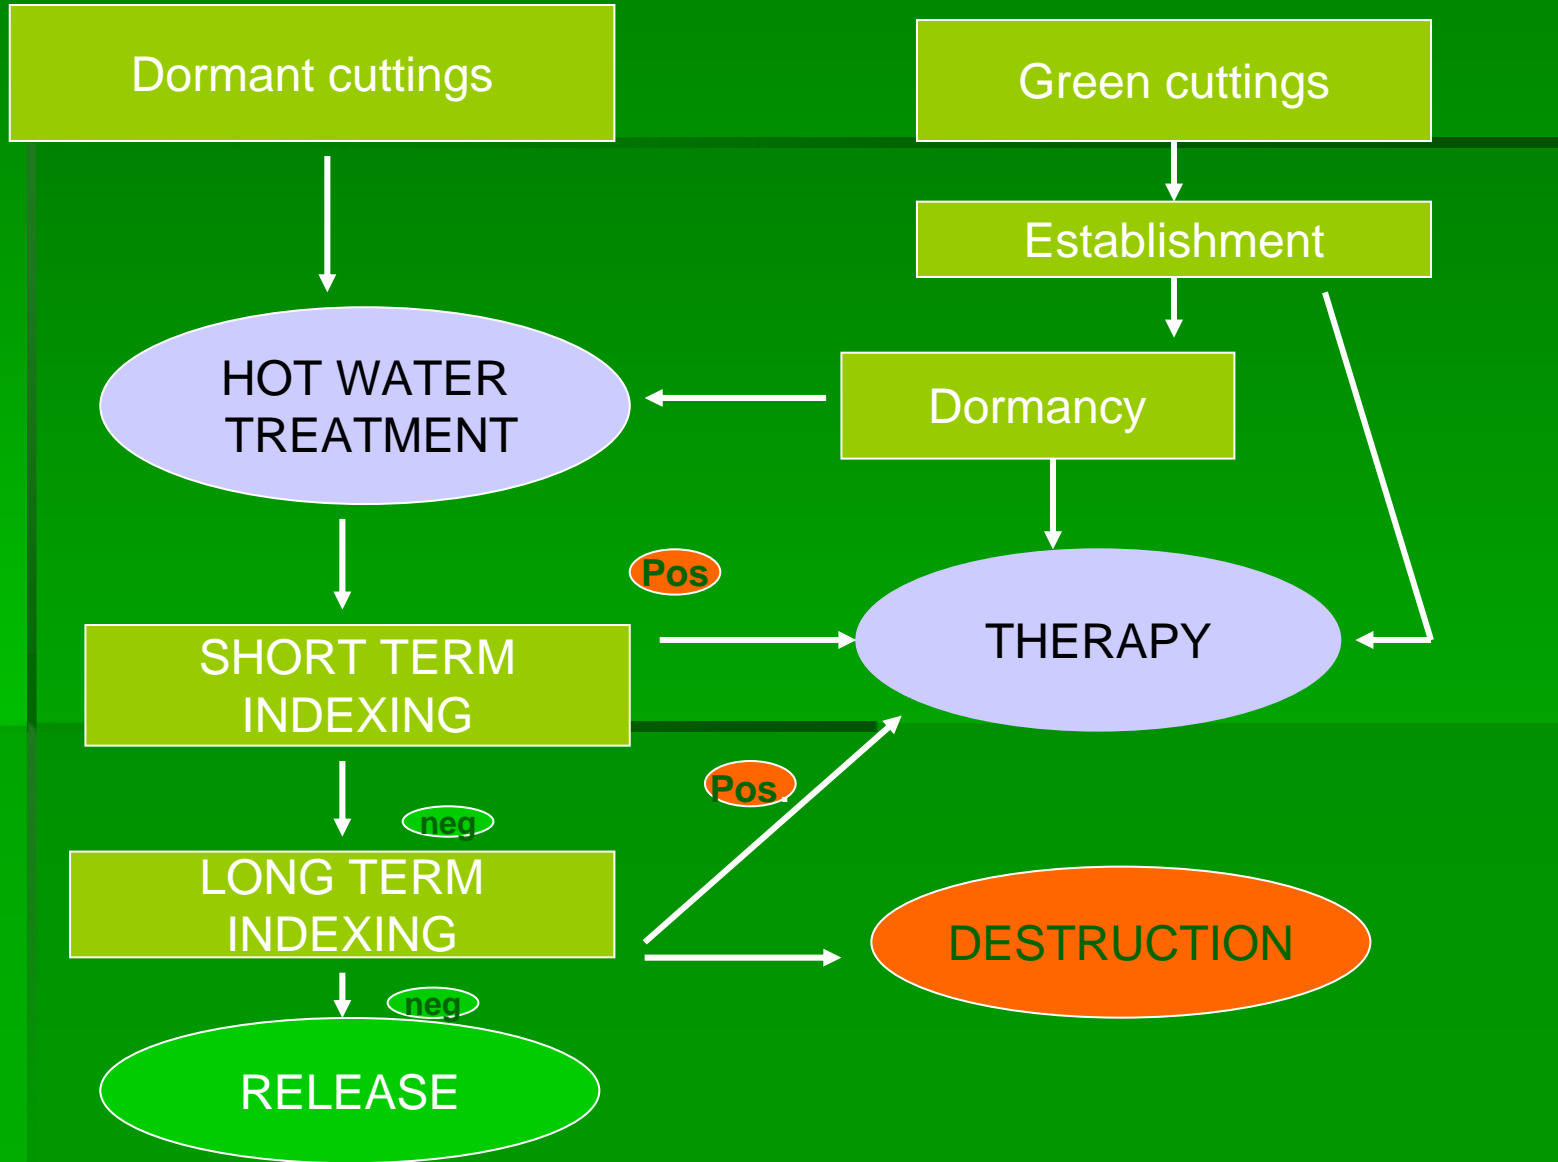 Dormant cuttings
Green cuttings
Establishment
HOT WATER
TREATMENT
Dormancy
Pos
SHORT TERM
INDEXING
THERAPY
Pos.
neg
LONG TERM
INDEXING
DESTRUCTION
neg
RELEASE